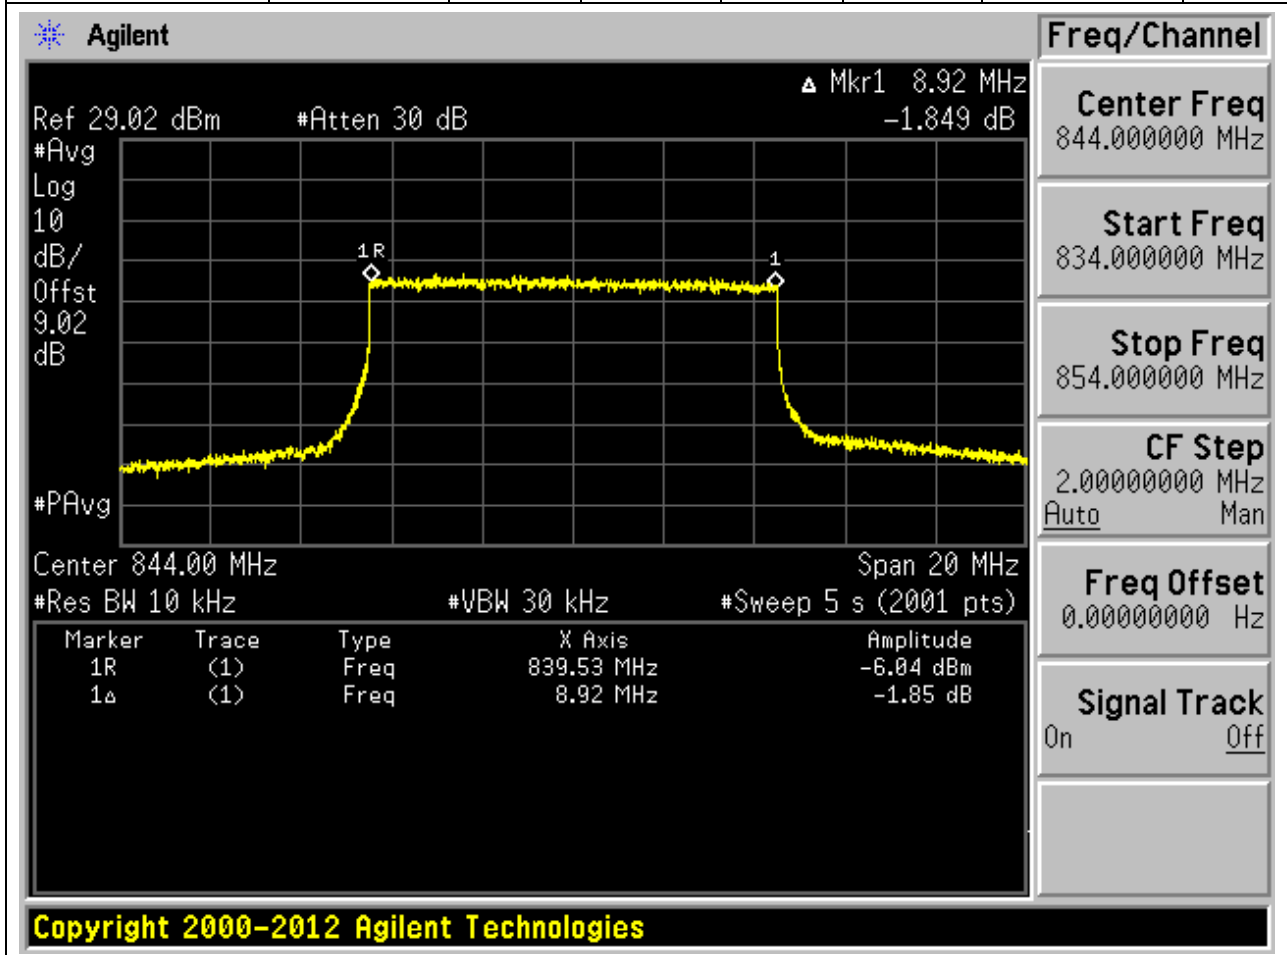 Agilent
Freq/Channel
Δ Mkr1 8.92 MHz
Ref 29.02 dBm #Atten 30 dB -1.849 dB
#Avg
Log
10
dB/
Offst
9.02
dB
1R
1
#PAvg
Center 844.00 MHz Span 20 MHz
#Res BW 10 kHz #VBW 30 kHz #Sweep 5 s (2001 pts)
Marker Trace Type X Axis Amplitude
1R (1) Freq 839.53 MHz -6.04 dBm
1Δ (1) Freq 8.92 MHz -1.85 dB
Center Freq
844.000000 MHz
Start Freq
834.000000 MHz
Stop Freq
854.000000 MHz
CF Step
2.00000000 MHz
Auto Man
Freq Offset
0.00000000 Hz
Signal Track
On Off
Copyright 2000-2012 Agilent Technologies